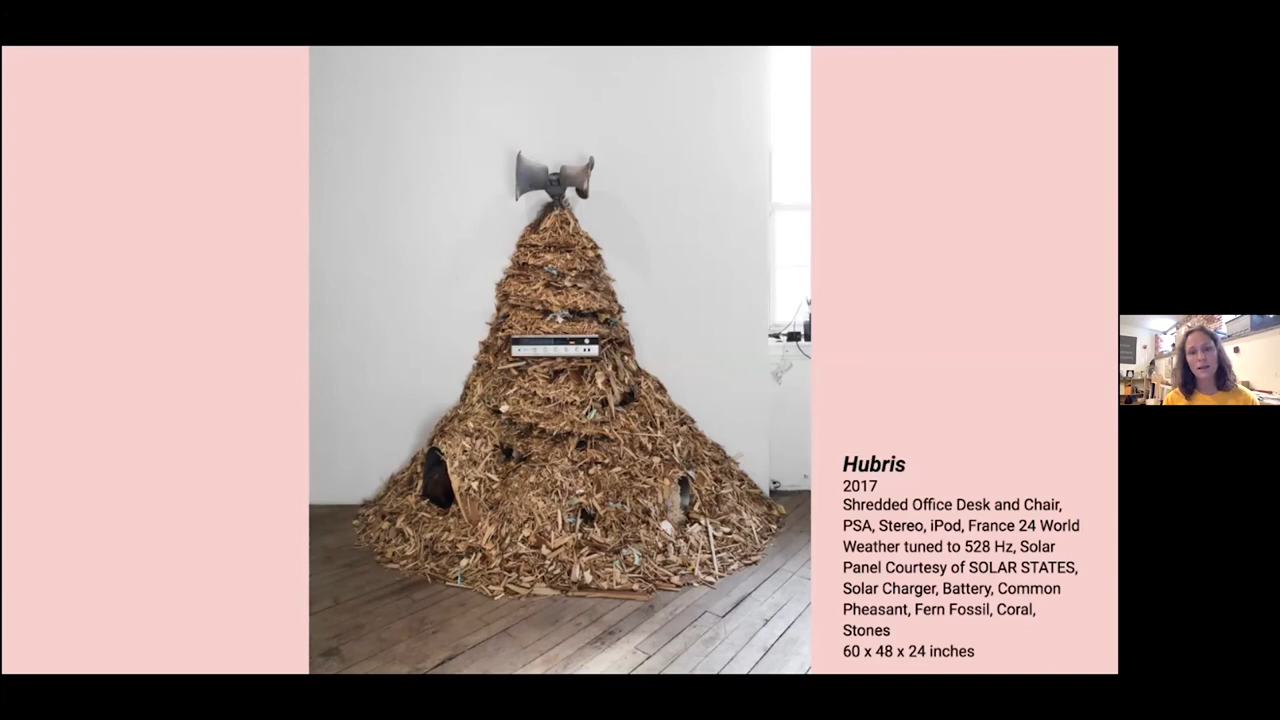 Hubris
2017
Shredded Office Desk and Chair,
PSA, Stereo, iPod, France 24 World
Weather tuned to 528 Hz, Solar
Panel Courtesy of SOLAR STATES,
Solar Charger, Battery, Common
Pheasant, Fern Fossil, Coral,
Stones
60 x 48 x 24 inches